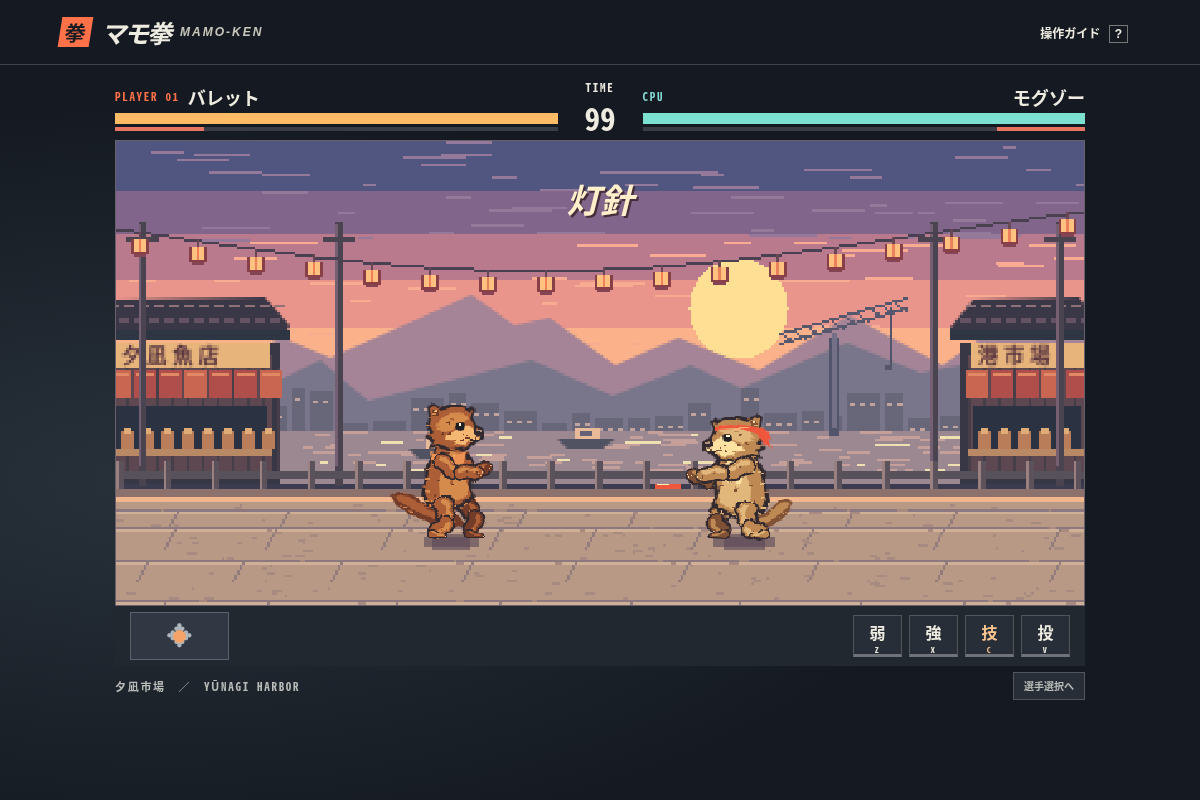 拳 マモ拳 MAMO-KEN
操作ガイド ?
PLAYER 01 バレット
TIME
99
CPU モグゾー
灯針
夕凪魚店
港市場
弱 Z
強 X
技 C
投 V
夕凪市場 ／ YŪNAGI HARBOR
選手選択へ